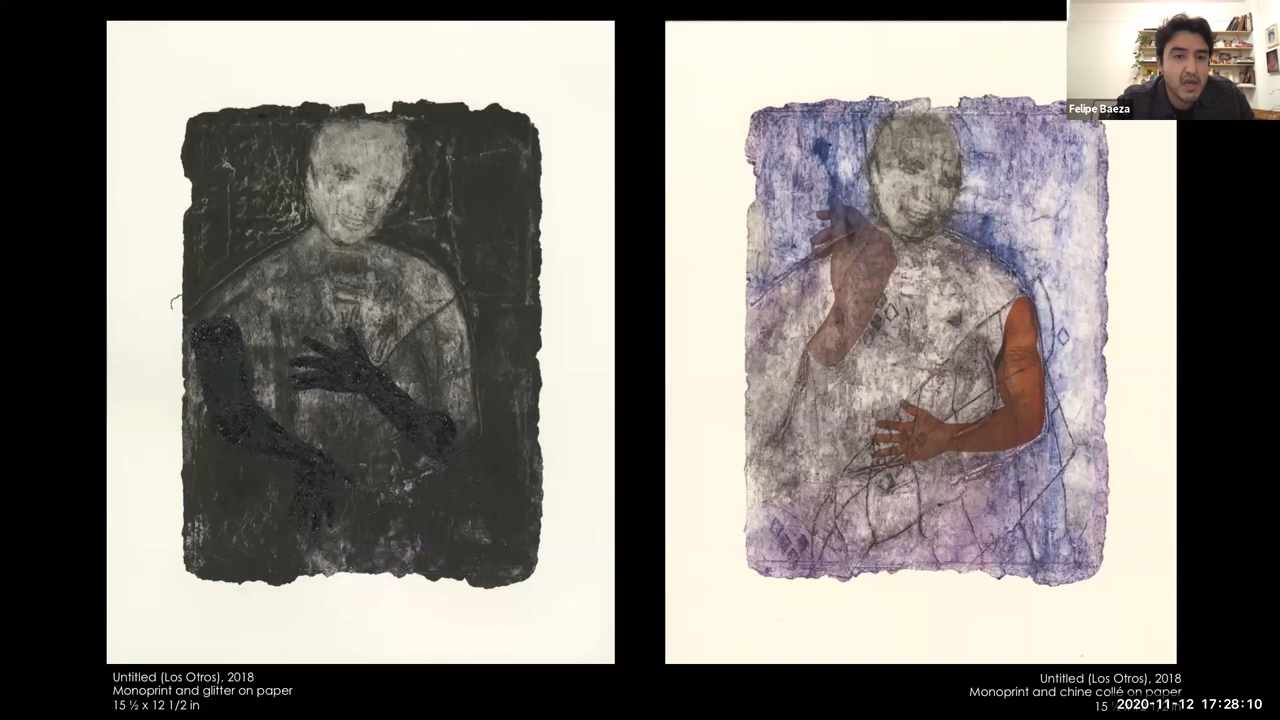 Felipe Baeza
Untitled (Los Otros), 2018
Monoprint and glitter on paper
15 ½ x 12 1/2 in
Untitled (Los Otros), 2018
Monoprint and chine collé on paper
15
2020-11-12 17:28:10